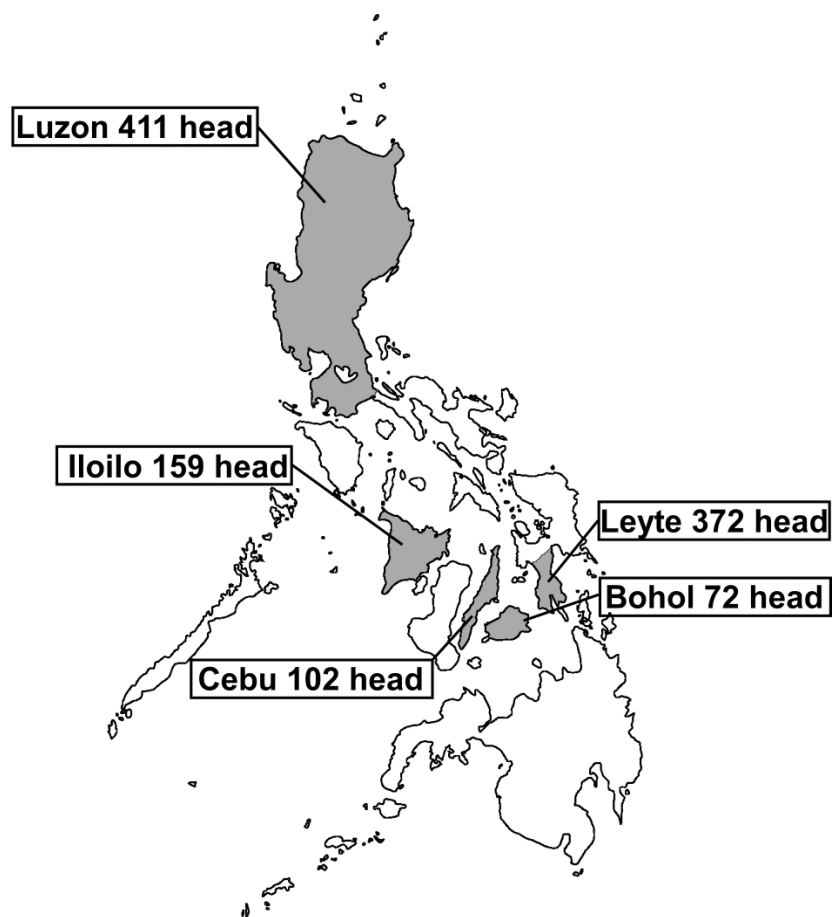 Luzon 411 head
Iloilo 159 head
Leyte 372 head
Bohol 72 head
Cebu 102 head